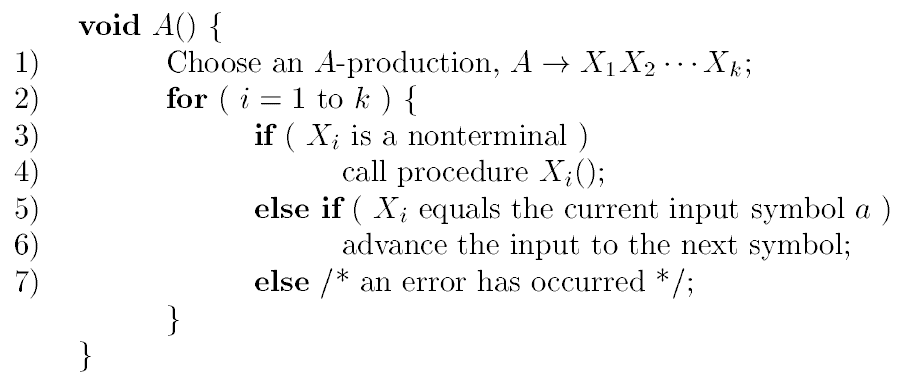 void A() {
1) Choose an A-production, A → X₁X₂ ⋯ Xₖ;
2) for ( i = 1 to k ) {
3) if ( Xᵢ is a nonterminal )
4) call procedure Xᵢ();
5) else if ( Xᵢ equals the current input symbol a )
6) advance the input to the next symbol;
7) else /* an error has occurred */;
}
}